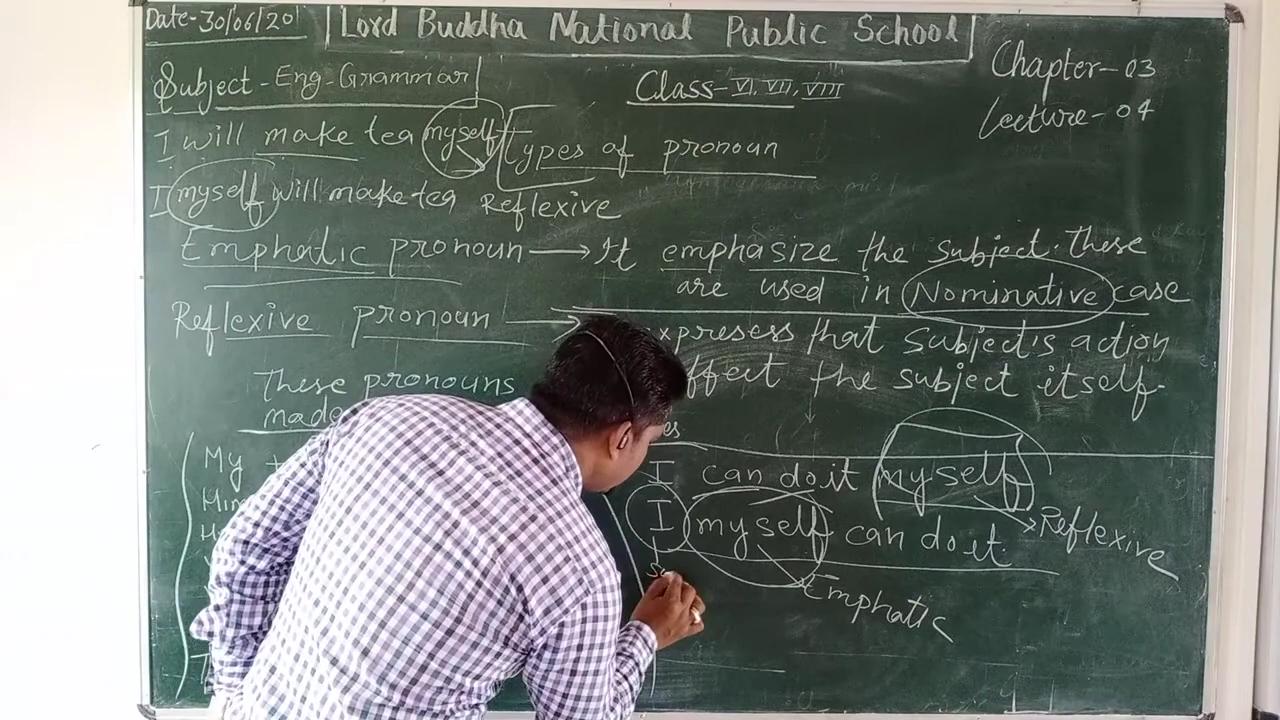 Date-30/06/20
Lord Buddha National Public School
Subject-Eng-Grammar
Class-VI, VII, VIII
Chapter-03
Lecture-04
I will make tea myself
Types of pronoun
I myself will make tea Reflexive
Emphatic pronoun → It emphasize the subject. These
are used in Nominative case
Reflexive pronoun → expresess that subject's action
effect the subject itself.
These pronouns
made
My +
I can do it myself
I myself can do it.
Reflexive
Emphatic